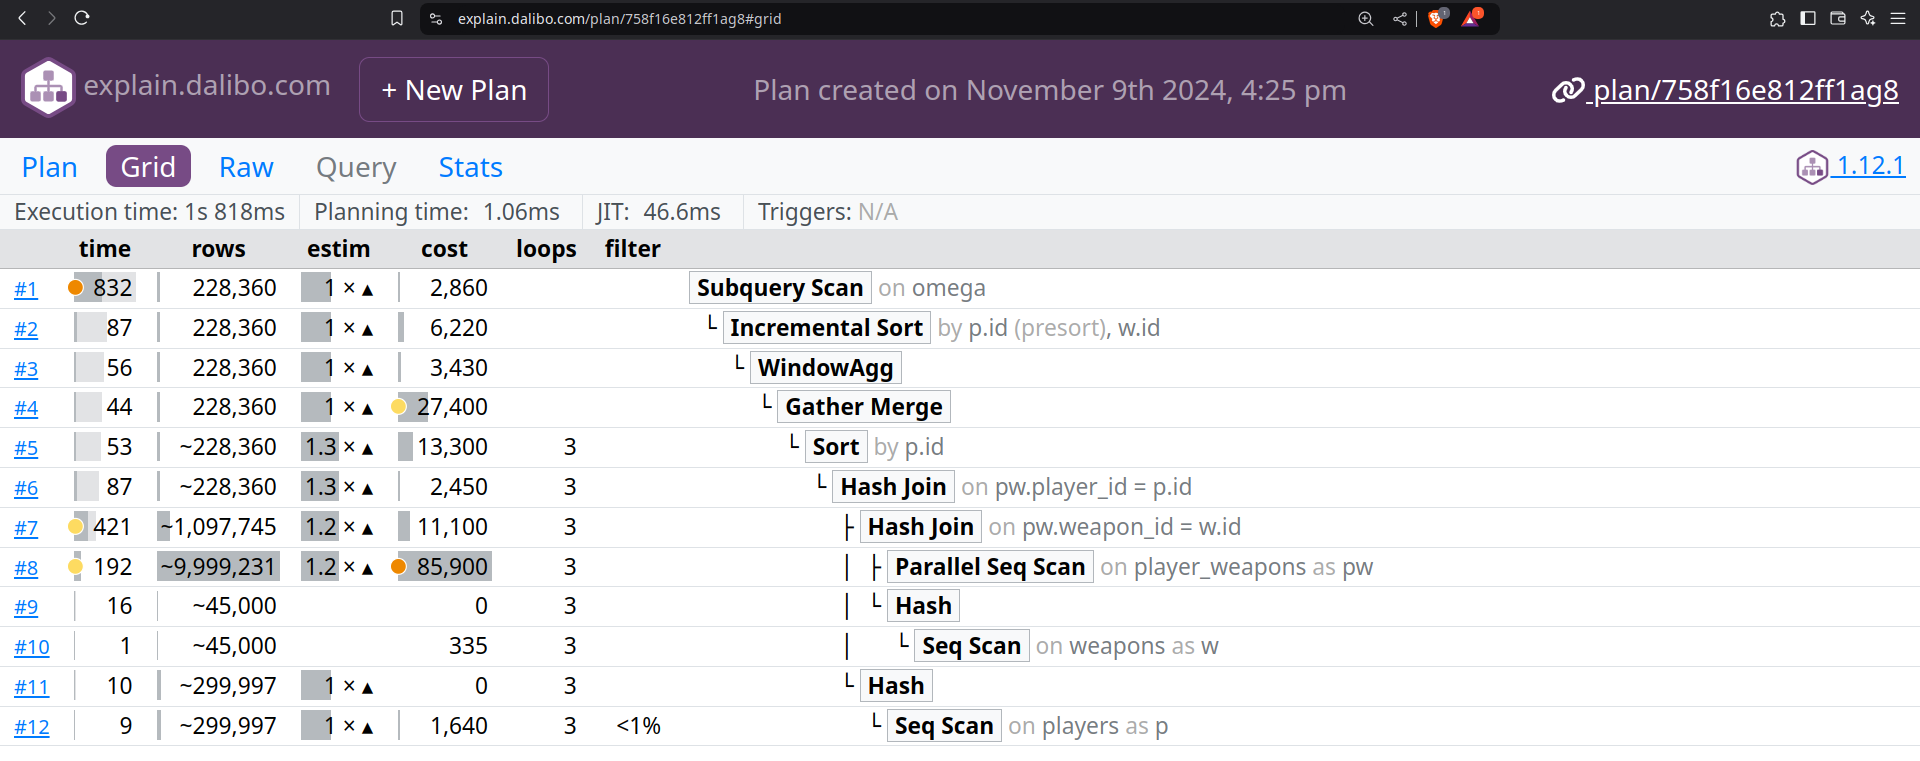 explain.dalibo.com/plan/758f16e812ff1ag8#grid
explain.dalibo.com + New Plan Plan created on November 9th 2024, 4:25 pm plan/758f16e812ff1ag8
Plan Grid Raw Query Stats 1.12.1
Execution time: 1s 818ms Planning time: 1.06ms JIT: 46.6ms Triggers: N/A
time rows estim cost loops filter
#1 832 228,360 1 × ▲ 2,860 Subquery Scan on omega
#2 87 228,360 1 × ▲ 6,220 └ Incremental Sort by p.id (presort), w.id
#3 56 228,360 1 × ▲ 3,430 └ WindowAgg
#4 44 228,360 1 × ▲ 27,400 └ Gather Merge
#5 53 ~228,360 1.3 × ▲ 13,300 3 └ Sort by p.id
#6 87 ~228,360 1.3 × ▲ 2,450 3 └ Hash Join on pw.player_id = p.id
#7 421 ~1,097,745 1.2 × ▲ 11,100 3 ├ Hash Join on pw.weapon_id = w.id
#8 192 ~9,999,231 1.2 × ▲ 85,900 3 │ ├ Parallel Seq Scan on player_weapons as pw
#9 16 ~45,000 0 3 │ └ Hash
#10 1 ~45,000 335 3 │ └ Seq Scan on weapons as w
#11 10 ~299,997 1 × ▲ 0 3 └ Hash
#12 9 ~299,997 1 × ▲ 1,640 3 <1% └ Seq Scan on players as p